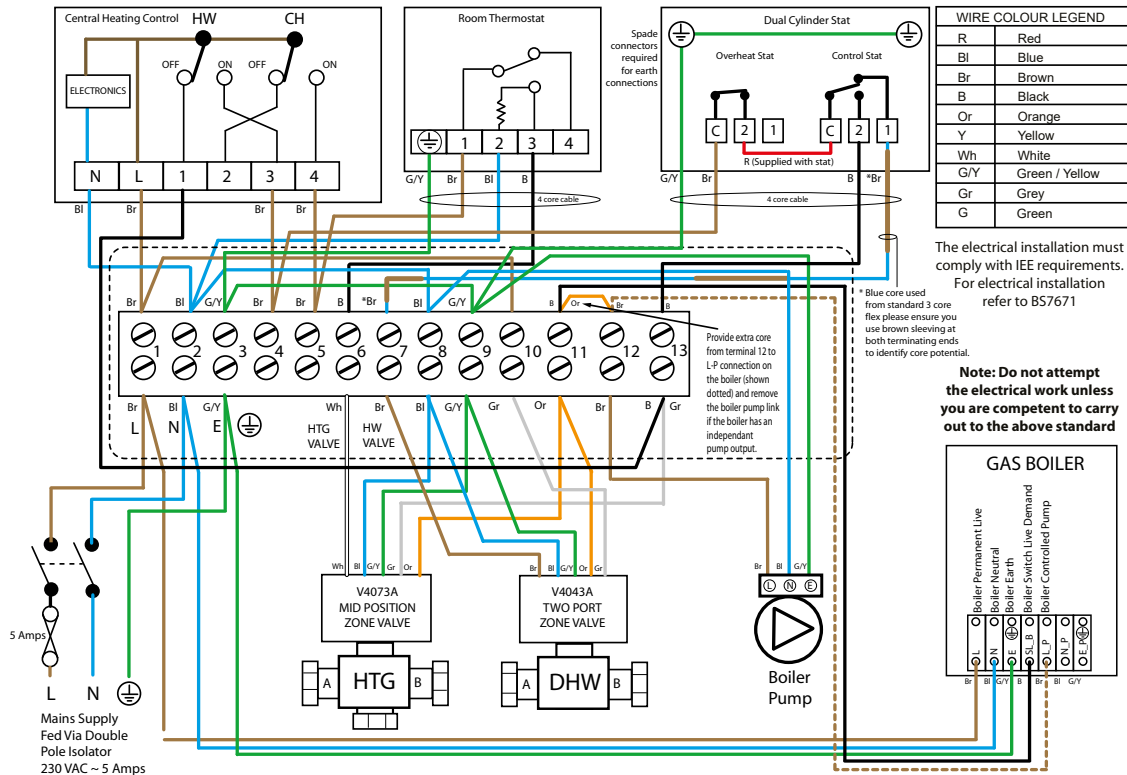 Central Heating Control
HW
CH
OFF
ON
OFF
ON
ELECTRONICS
N
L
1
2
3
4
Bl
Br
Br
Br
Room Thermostat
1
2
3
4
G/Y
Br
Bl
B
4 core cable
Spade
connectors
required
for earth
connections
Dual Cylinder Stat
Overheat Stat
Control Stat
C
2
1
C
2
1
R (Supplied with stat)
G/Y
Br
B
*Br
4 core cable
WIRE COLOUR LEGEND
R Red
Bl Blue
Br Brown
B Black
Or Orange
Y Yellow
Wh White
G/Y Green / Yellow
Gr Grey
G Green
The electrical installation must
comply with IEE requirements.
For electrical installation
refer to BS7671
* Blue core used
from standard 3 core
flex please ensure you
use brown sleeving at
both terminating ends
to identify core potential.
Note: Do not attempt
the electrical work unless
you are competent to carry
out to the above standard
Br
Bl
G/Y
Br
Br
B
*Br
Bl
G/Y
Br
B
Or
Br
B
1
2
3
4
5
6
7
8
9
10
11
12
13
Provide extra core
from terminal 12 to
L-P connection on
the boiler (shown
dotted) and remove
the boiler pump link
if the boiler has an
independant
pump output.
Br
Bl
G/Y
Wh
Br
Bl
G/Y
Gr
Or
Br
B
Gr
L
N
E
HTG
VALVE
HW
VALVE
5 Amps
L
N
Mains Supply
Fed Via Double
Pole Isolator
230 VAC ~ 5 Amps
Wh
Bl
G/Y
Gr
Or
V4073A
MID POSITION
ZONE VALVE
A
HTG
B
Br
Bl
G/Y
Or
Gr
V4043A
TWO PORT
ZONE VALVE
A
DHW
B
Br
Bl
G/Y
L
N
E
Boiler
Pump
GAS BOILER
Boiler Permanent Live
Boiler Neutral
Boiler Earth
Boiler Switch Live Demand
Boiler Controlled Pump
L
N
E
SL_B
L_P
N_P
E_P
Br
Bl
G/Y
B
Br
Bl
G/Y